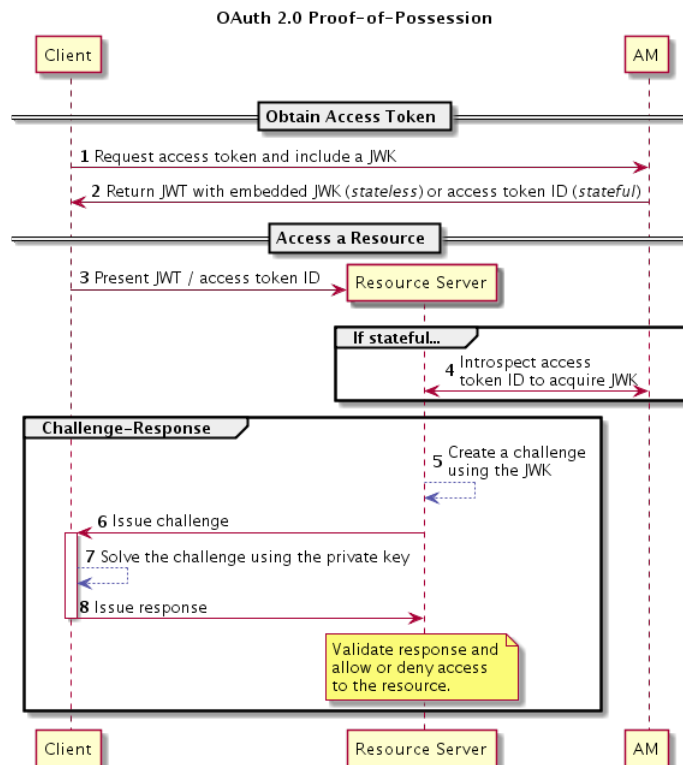 OAuth 2.0 Proof-of-Possession
Client
AM
Obtain Access Token
1 Request access token and include a JWK
2 Return JWT with embedded JWK (stateless) or access token ID (stateful)
Access a Resource
3 Present JWT / access token ID
Resource Server
If stateful...
4 Introspect access
token ID to acquire JWK
Challenge-Response
5 Create a challenge
using the JWK
6 Issue challenge
7 Solve the challenge using the private key
8 Issue response
Validate response and
allow or deny access
to the resource.
Client
Resource Server
AM